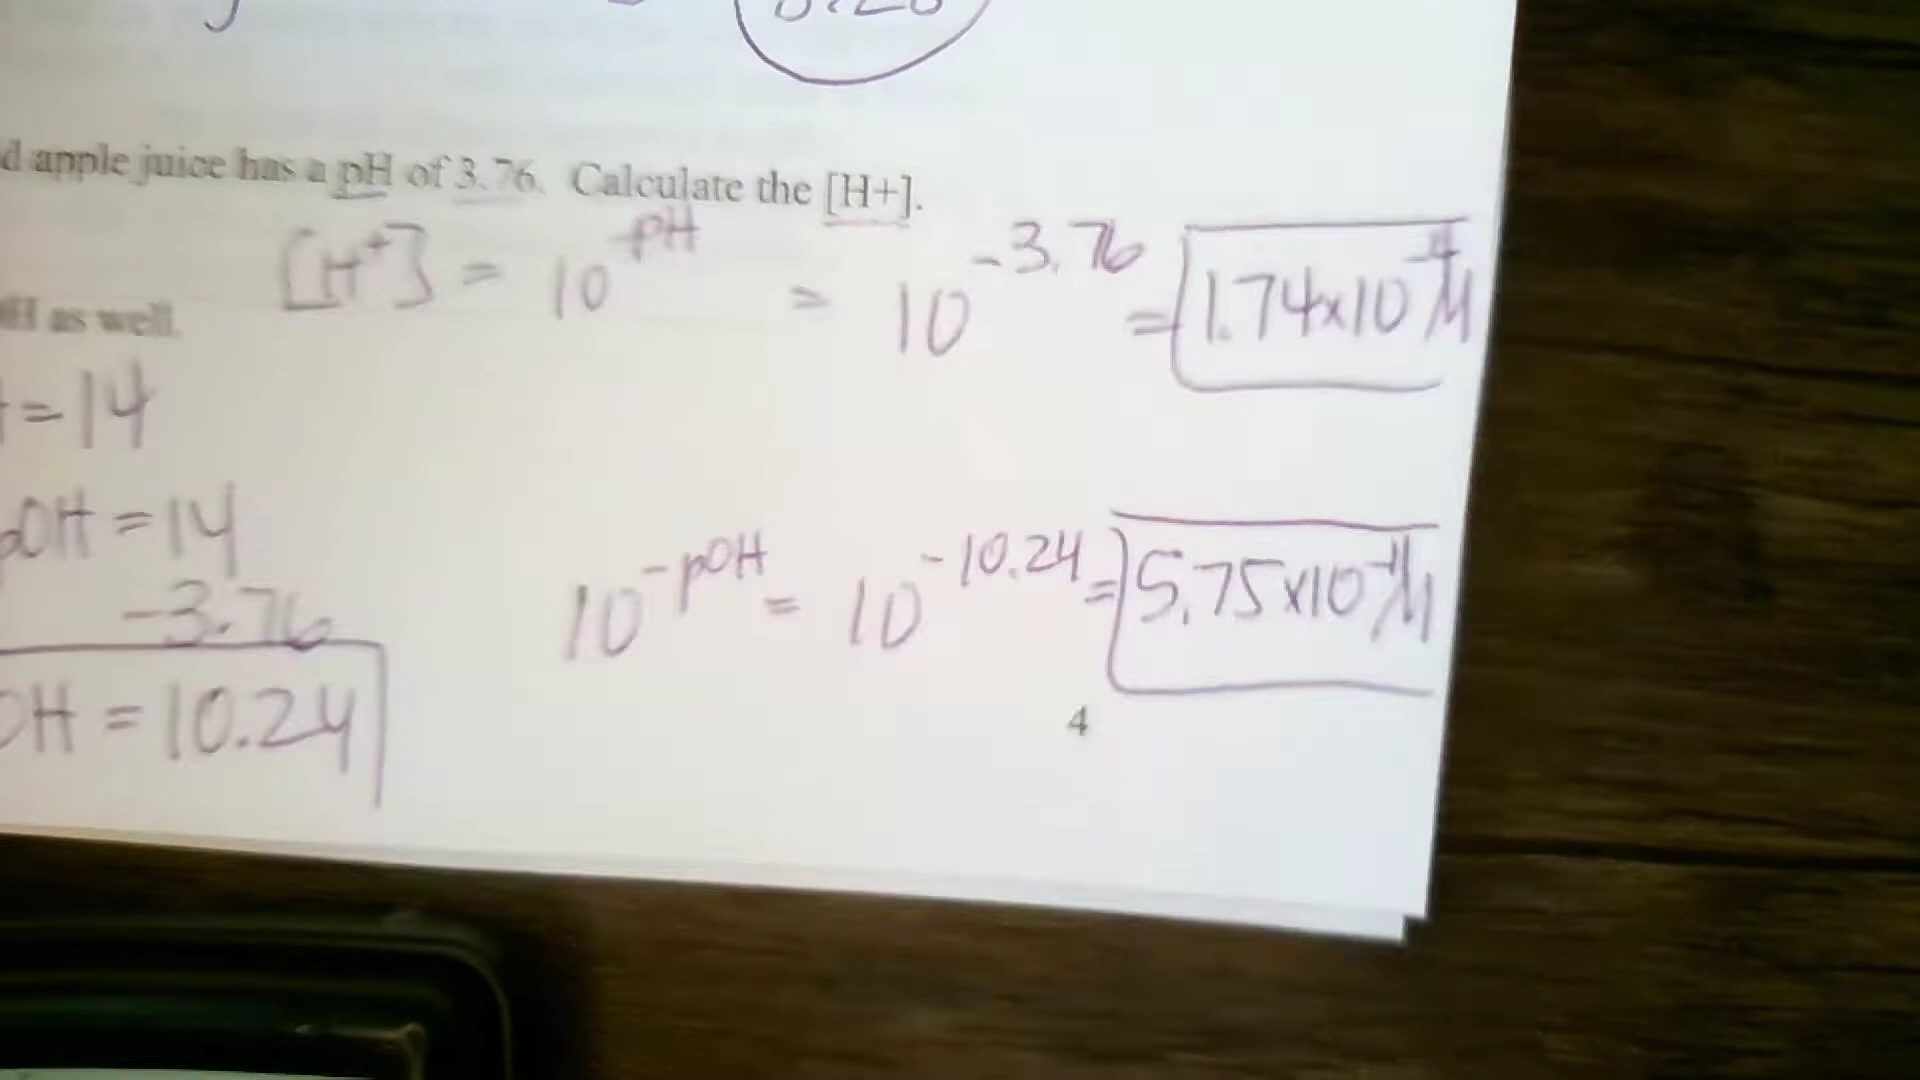 d apple juice has a pH of 3.76. Calculate the [H+].
[H⁺] = 10^-pH = 10^-3.76 = 1.74x10^-4 M
H as well.
=14
pOH =14
-3.76
10^-pOH = 10^-10.24 = 5.75x10^-11 M
OH = 10.24
4